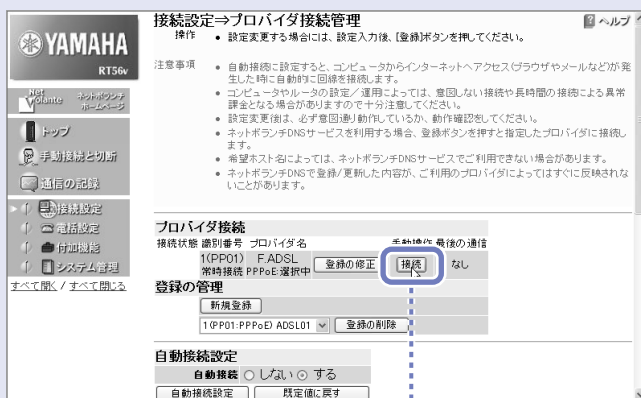 YAMAHA
RT56v
Net Volante ネットボランチ ホームページ
トップ
手動接続と切断
通信の記録
接続設定
電話設定
付加機能
システム管理
すべて開く / すべて閉じる
接続設定⇒プロバイダ接続管理
ヘルプ
操作 • 設定変更する場合には、設定入力後、[登録]ボタンを押してください。
注意事項 • 自動接続に設定すると、コンピュータからインターネットへアクセス(ブラウザやメールなど)が発
生した時に自動的に回線を接続します。
• コンピュータやルータの設定/運用によっては、意図しない接続や長時間の接続による異常
課金となる場合がありますので十分注意してください。
• 設定変更後は、必ず意図通り動作しているか、動作確認をしてください。
• ネットボランチDNSサービスを利用する場合、登録ボタンを押すと指定したプロバイダに接続し
ます。
• 希望ホスト名によっては、ネットボランチDNSサービスでご利用できない場合があります。
• ネットボランチDNSで登録/更新した内容が、ご利用のプロバイダによってはすぐに反映されな
いことがあります。
プロバイダ接続
接続状態 識別番号 プロバイダ名 手動操作 最後の通信
1(PP01) F.ADSL 登録の修正 接続 なし
常時接続 PPPoE:選択中
登録の管理
新規登録
1(PP01:PPPoE) ADSL01 登録の削除
自動接続設定
自動接続 しない する
自動接続設定 既定値に戻す